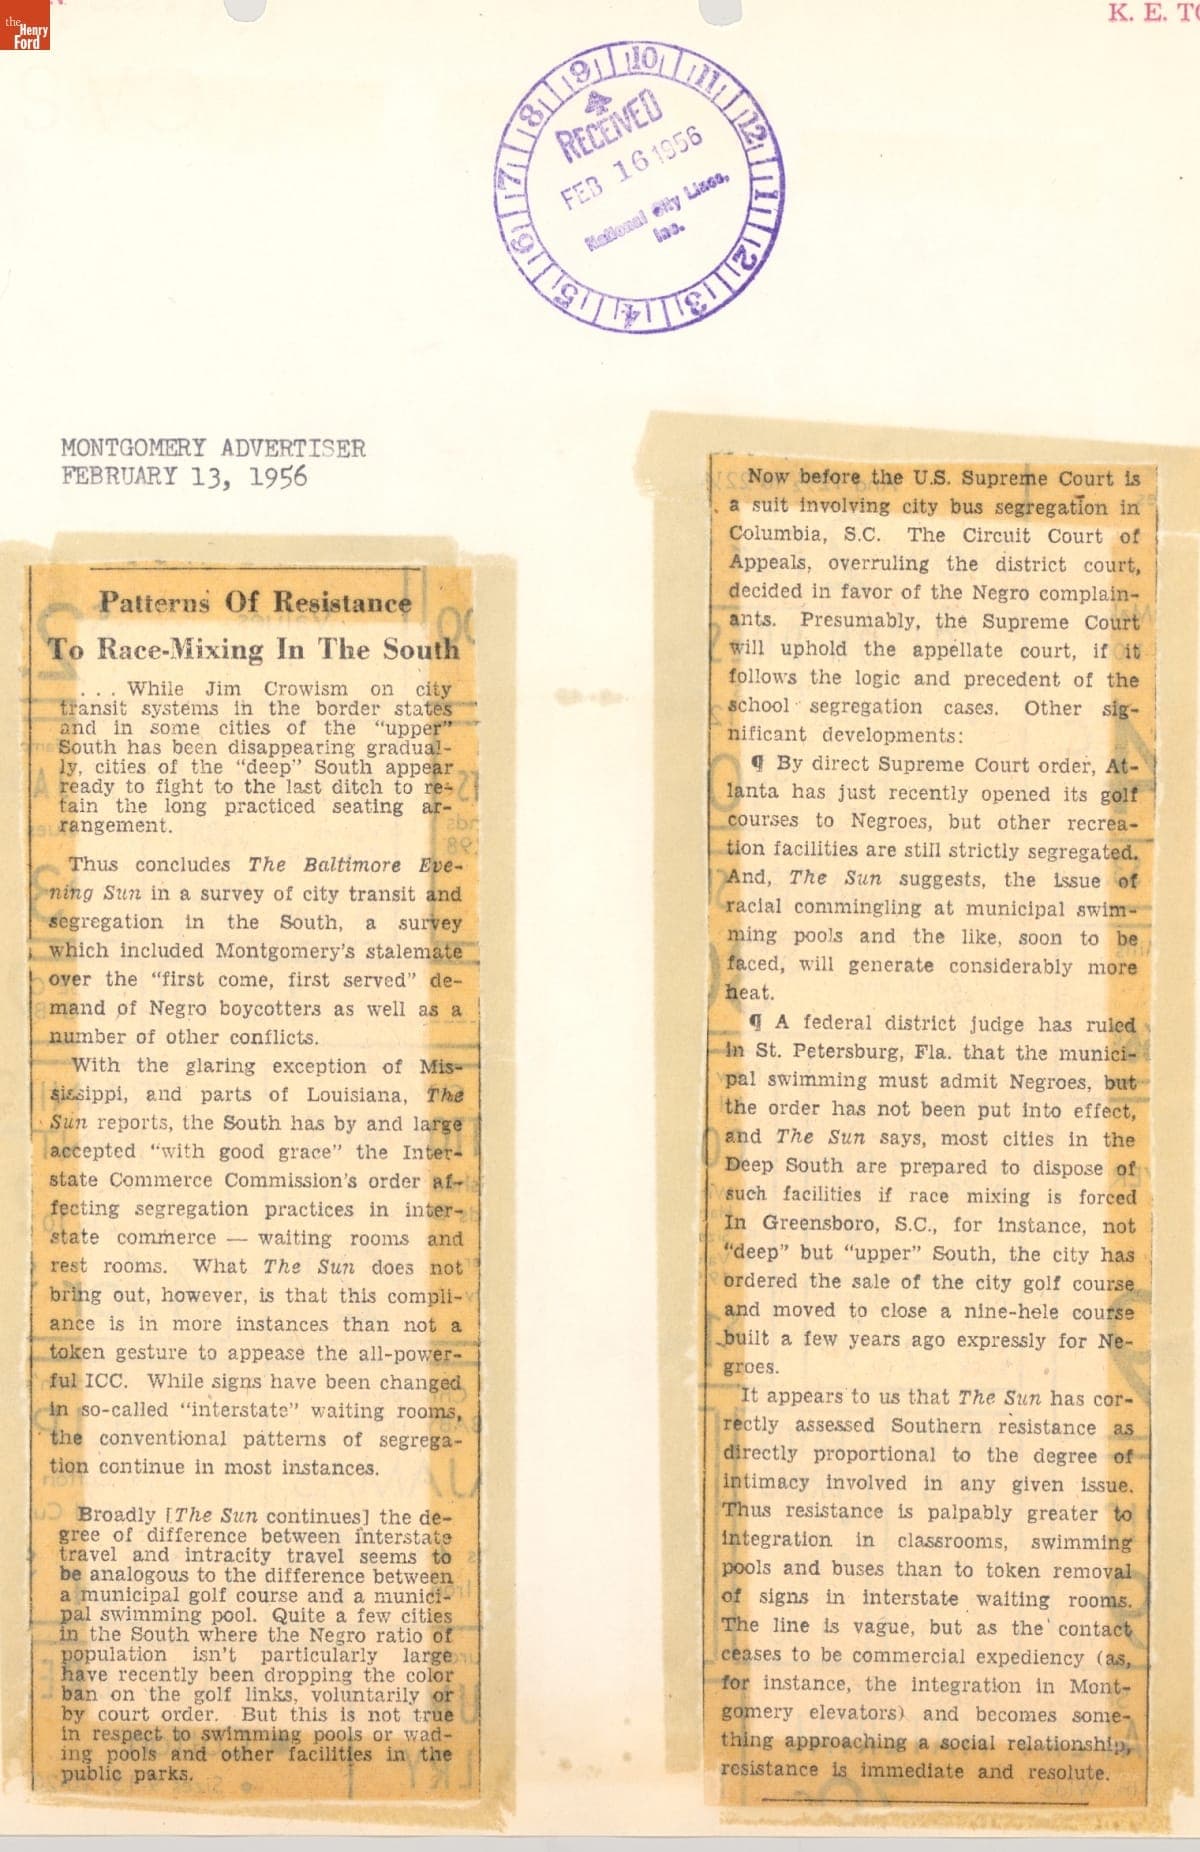 the
Henry
Ford
K. E. TO
9 10 11 12 1 2 3 4 5 6 7 8
RECEIVED
FEB 16 1956
National City Lines,
Inc.
MONTGOMERY ADVERTISER
FEBRUARY 13, 1956
Patterns Of Resistance
To Race-Mixing In The South
. . . While Jim Crowism on city
transit systems in the border states
and in some cities of the "upper"
South has been disappearing gradual-
ly, cities of the "deep" South appear
ready to fight to the last ditch to re-
tain the long practiced seating ar-
rangement.
Thus concludes The Baltimore Eve-
ning Sun in a survey of city transit and
segregation in the South, a survey
which included Montgomery's stalemate
over the "first come, first served" de-
mand of Negro boycotters as well as a
number of other conflicts.
With the glaring exception of Mis-
sissippi, and parts of Louisiana, The
Sun reports, the South has by and large
accepted "with good grace" the Inter-
state Commerce Commission's order af-
fecting segregation practices in inter-
state commerce — waiting rooms and
rest rooms. What The Sun does not
bring out, however, is that this compli-
ance is in more instances than not a
token gesture to appease the all-power-
ful ICC. While signs have been changed
in so-called "interstate" waiting rooms,
the conventional patterns of segrega-
tion continue in most instances.
Broadly [The Sun continues] the de-
gree of difference between interstate
travel and intracity travel seems to
be analogous to the difference between
a municipal golf course and a munici-
pal swimming pool. Quite a few cities
in the South where the Negro ratio of
population isn't particularly large
have recently been dropping the color
ban on the golf links, voluntarily or
by court order. But this is not true
in respect to swimming pools or wad-
ing pools and other facilities in the
public parks.
Now before the U.S. Supreme Court is
a suit involving city bus segregation in
Columbia, S.C. The Circuit Court of
Appeals, overruling the district court,
decided in favor of the Negro complain-
ants. Presumably, the Supreme Court
will uphold the appellate court, if it
follows the logic and precedent of the
school segregation cases. Other sig-
nificant developments:
¶ By direct Supreme Court order, At-
lanta has just recently opened its golf
courses to Negroes, but other recrea-
tion facilities are still strictly segregated.
And, The Sun suggests, the issue of
racial commingling at municipal swim-
ming pools and the like, soon to be
faced, will generate considerably more
heat.
¶ A federal district judge has ruled
in St. Petersburg, Fla. that the munici-
pal swimming must admit Negroes, but
the order has not been put into effect,
and The Sun says, most cities in the
Deep South are prepared to dispose of
such facilities if race mixing is forced
In Greensboro, S.C., for instance, not
"deep" but "upper" South, the city has
ordered the sale of the city golf course
and moved to close a nine-hele course
built a few years ago expressly for Ne-
groes.
It appears to us that The Sun has cor-
rectly assessed Southern resistance as
directly proportional to the degree of
intimacy involved in any given issue.
Thus resistance is palpably greater to
integration in classrooms, swimming
pools and buses than to token removal
of signs in interstate waiting rooms.
The line is vague, but as the contact
ceases to be commercial expediency (as,
for instance, the integration in Mont-
gomery elevators) and becomes some-
thing approaching a social relationship,
resistance is immediate and resolute.